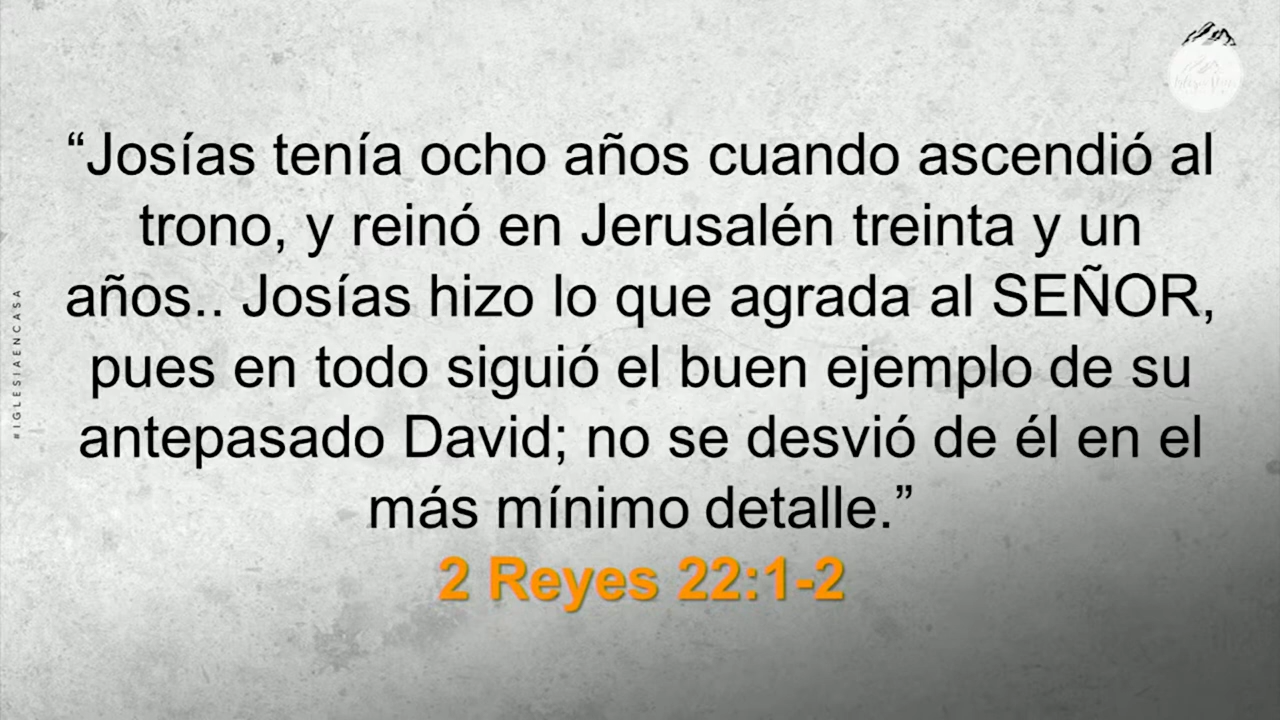 “Josías tenía ocho años cuando ascendió al
trono, y reinó en Jerusalén treinta y un
años.. Josías hizo lo que agrada al SEÑOR,
pues en todo siguió el buen ejemplo de su
antepasado David; no se desvió de él en el
más mínimo detalle.”
2 Reyes 22:1-2
#IGLESIAENCASA